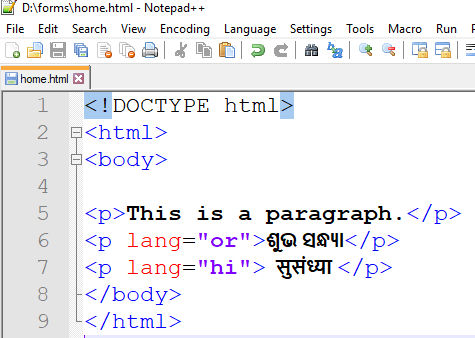 D:\forms\home.html - Notepad++
File Edit Search View Encoding Language Settings Tools Macro Run
home.html
1 <!DOCTYPE html>
2 <html>
3 <body>
4
5 <p>This is a paragraph.</p>
6 <p lang="or">ଶୁଭ ସନ୍ଧ୍ୟା</p>
7 <p lang="hi"> सुसंध्या </p>
8 </body>
9 </html>